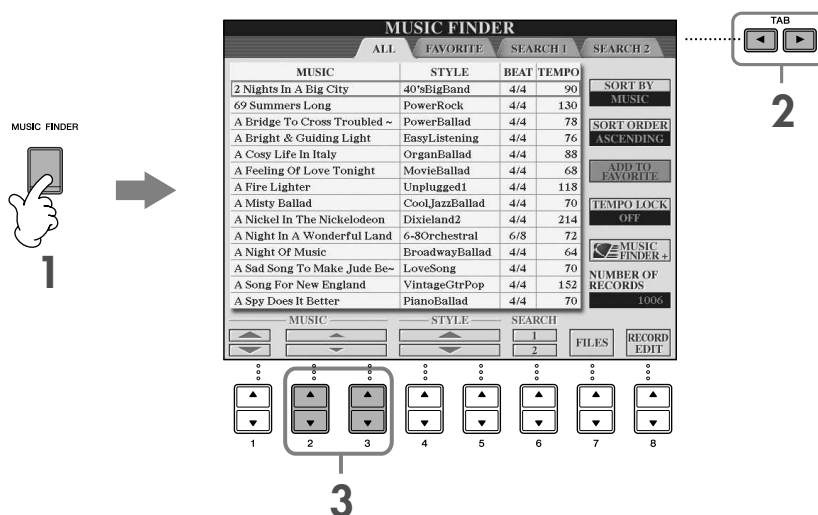 MUSIC FINDER
ALL FAVORITE SEARCH 1 SEARCH 2
TAB
2
MUSIC STYLE BEAT TEMPO
2 Nights In A Big City 40'sBigBand 4/4 90
69 Summers Long PowerRock 4/4 130
A Bridge To Cross Troubled ~ PowerBallad 4/4 78
A Bright & Guiding Light EasyListening 4/4 76
A Cosy Life In Italy OrganBallad 4/4 88
A Feeling Of Love Tonight MovieBallad 4/4 68
A Fire Lighter Unplugged1 4/4 118
A Misty Ballad CoolJazzBallad 4/4 70
A Nickel In The Nickelodeon Dixieland2 4/4 214
A Night In A Wonderful Land 6-8Orchestral 6/8 72
A Night Of Music BroadwayBallad 4/4 64
A Sad Song To Make Jude Be~ LoveSong 4/4 70
A Song For New England VintageGtrPop 4/4 152
A Spy Does It Better PianoBallad 4/4 70
SORT BY
MUSIC
SORT ORDER
ASCENDING
ADD TO
FAVORITE
TEMPO LOCK
OFF
MUSIC
FINDER +
NUMBER OF
RECORDS
1006
MUSIC STYLE SEARCH
1
2
FILES
RECORD
EDIT
MUSIC FINDER
1
1 2 3 4 5 6 7 8
3